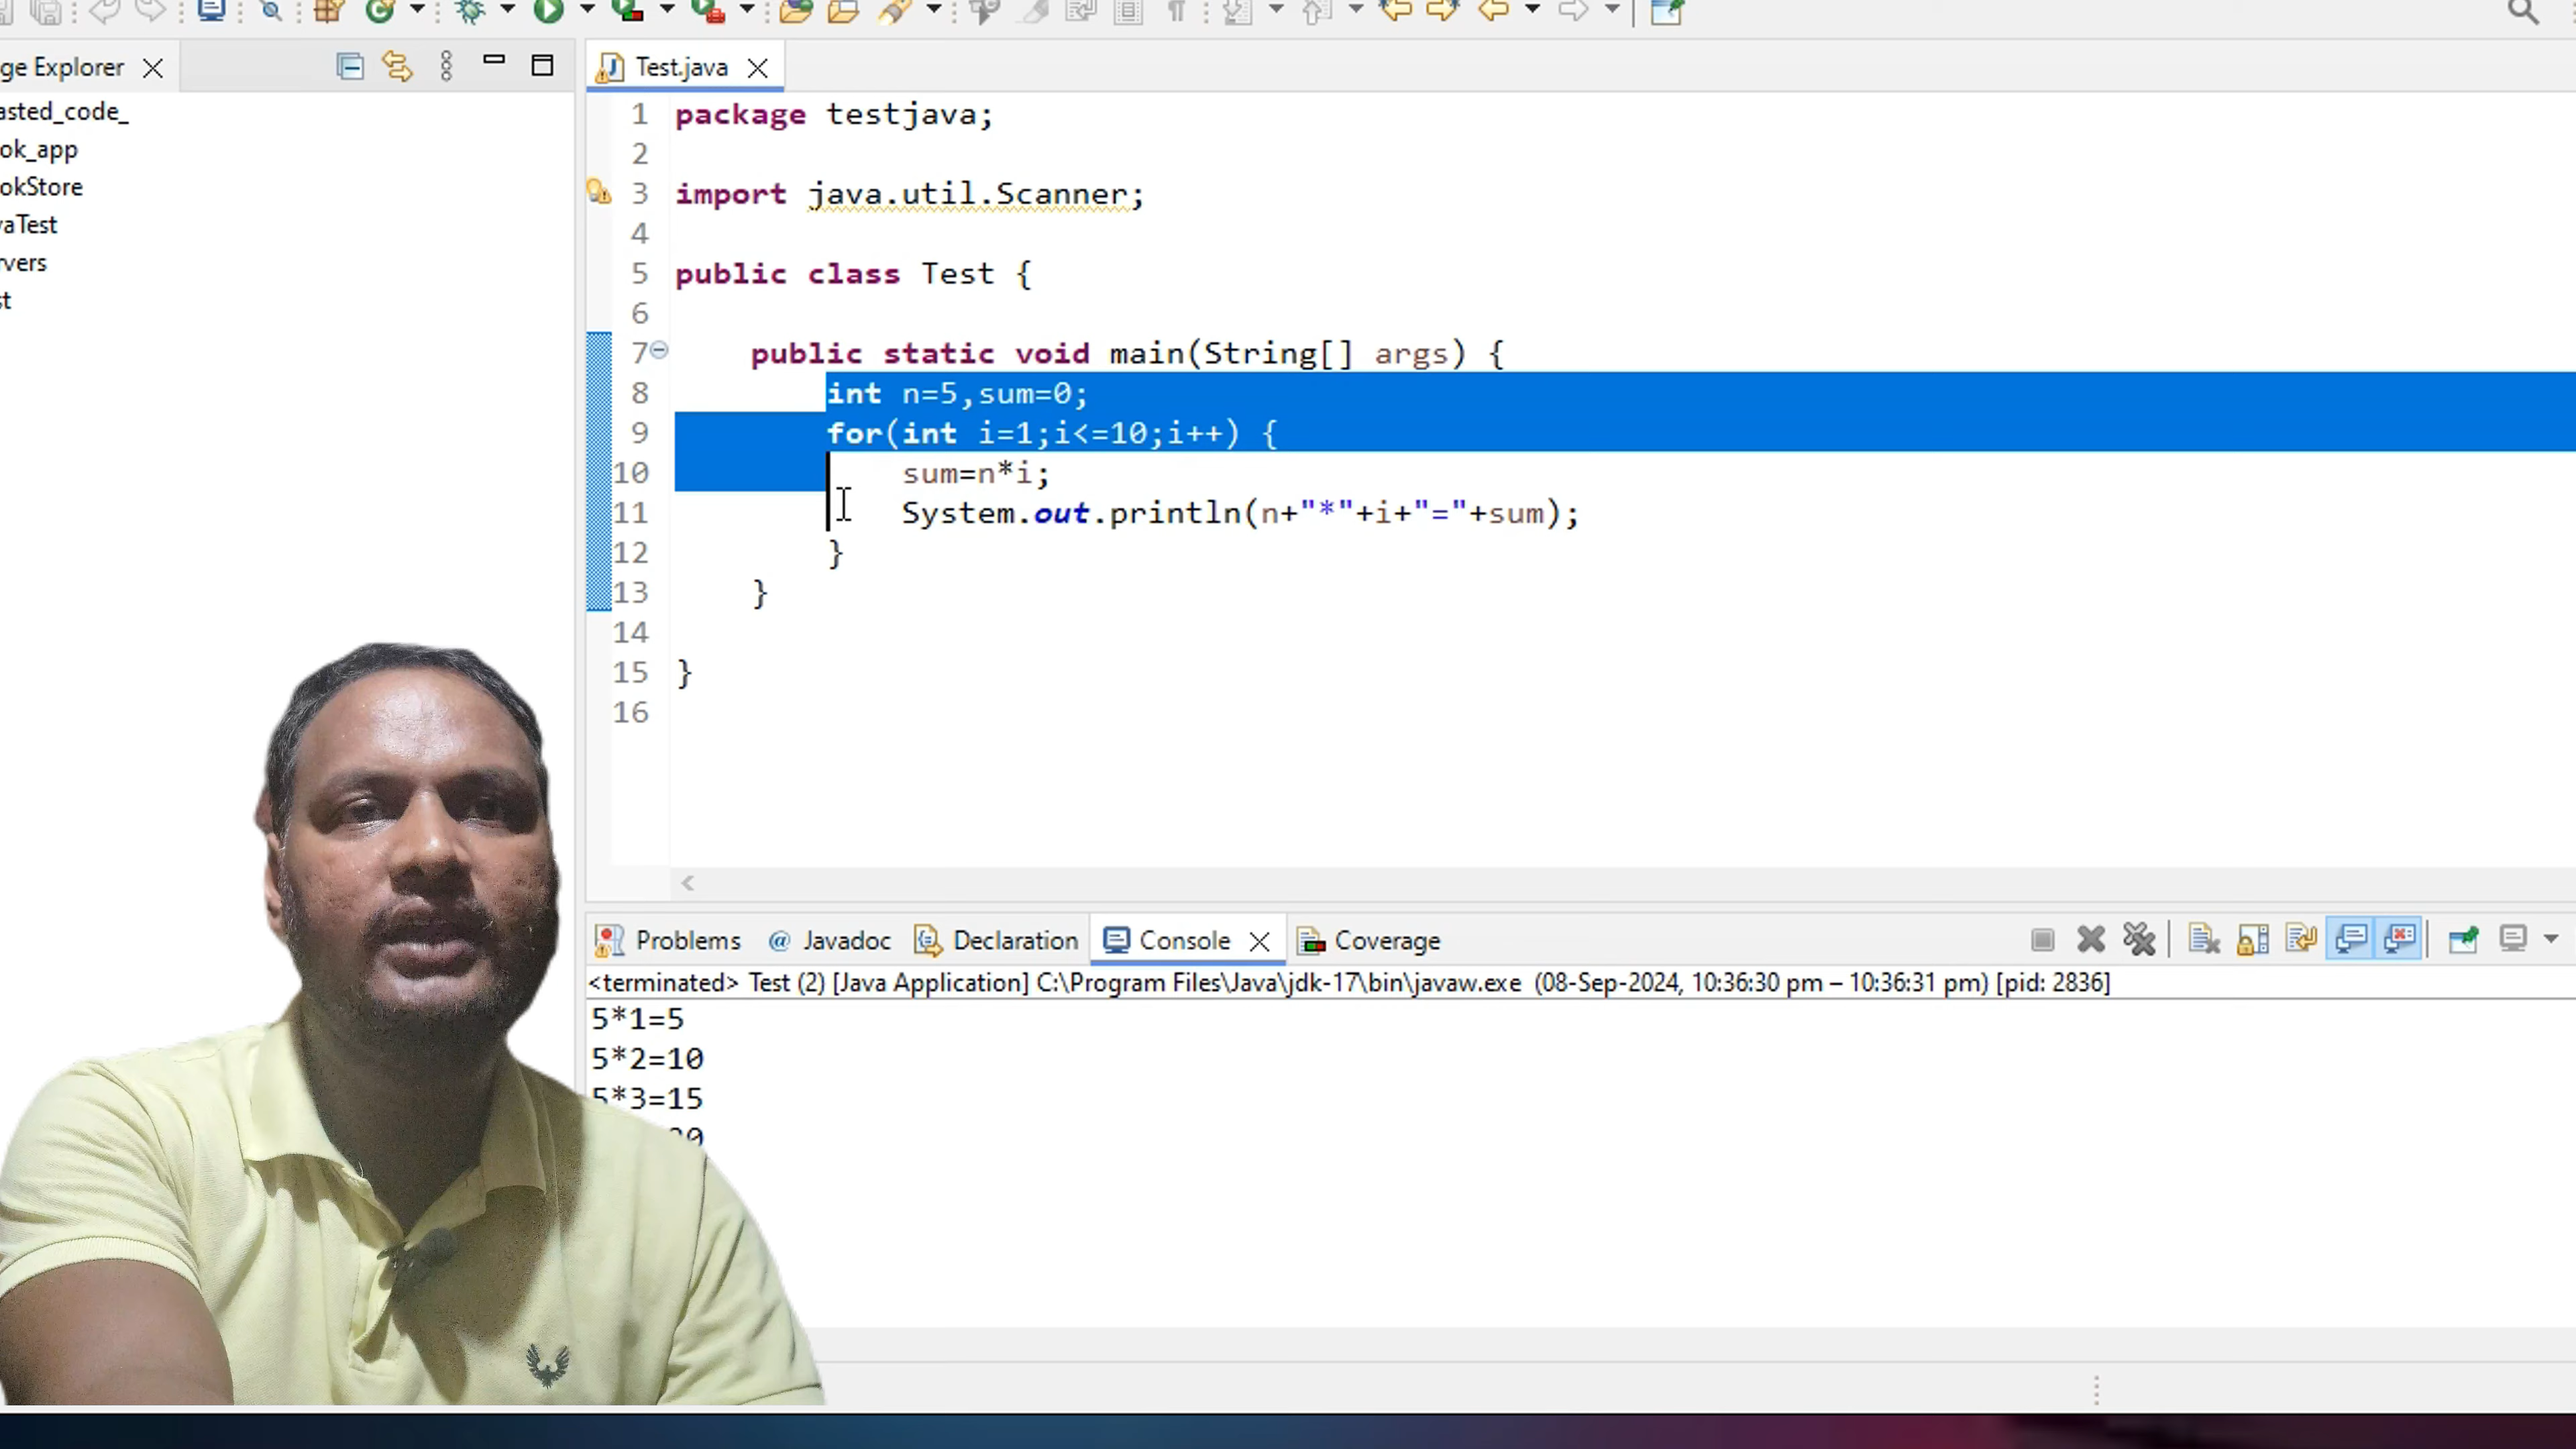 ge Explorer
asted_code_
ok_app
okStore
vaTest
rvers
st
Test.java
1 package testjava;
2
3 import java.util.Scanner;
4
5 public class Test {
6
7 public static void main(String[] args) {
8 int n=5,sum=0;
9 for(int i=1;i<=10;i++) {
10 sum=n*i;
11 System.out.println(n+"*"+i+"="+sum);
12 }
13 }
14
15 }
16
Problems @ Javadoc Declaration Console Coverage
<terminated> Test (2) [Java Application] C:\Program Files\Java\jdk-17\bin\javaw.exe (08-Sep-2024, 10:36:30 pm – 10:36:31 pm) [pid: 2836]
5*1=5
5*2=10
5*3=15